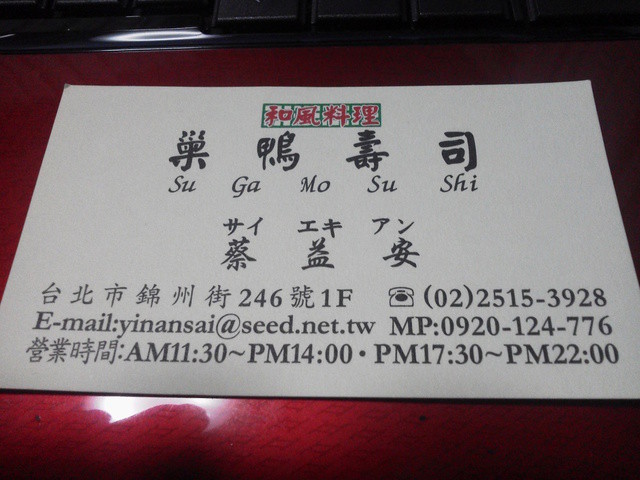 和風料理
巢鴨壽司
Su Ga Mo Su Shi
サイ エキ アン
蔡益安
台北市錦州街246號1F ☎(02)2515-3928
E-mail:yinansai@seed.net.tw MP:0920-124-776
營業時間:AM11:30~PM14:00・PM17:30~PM22:00